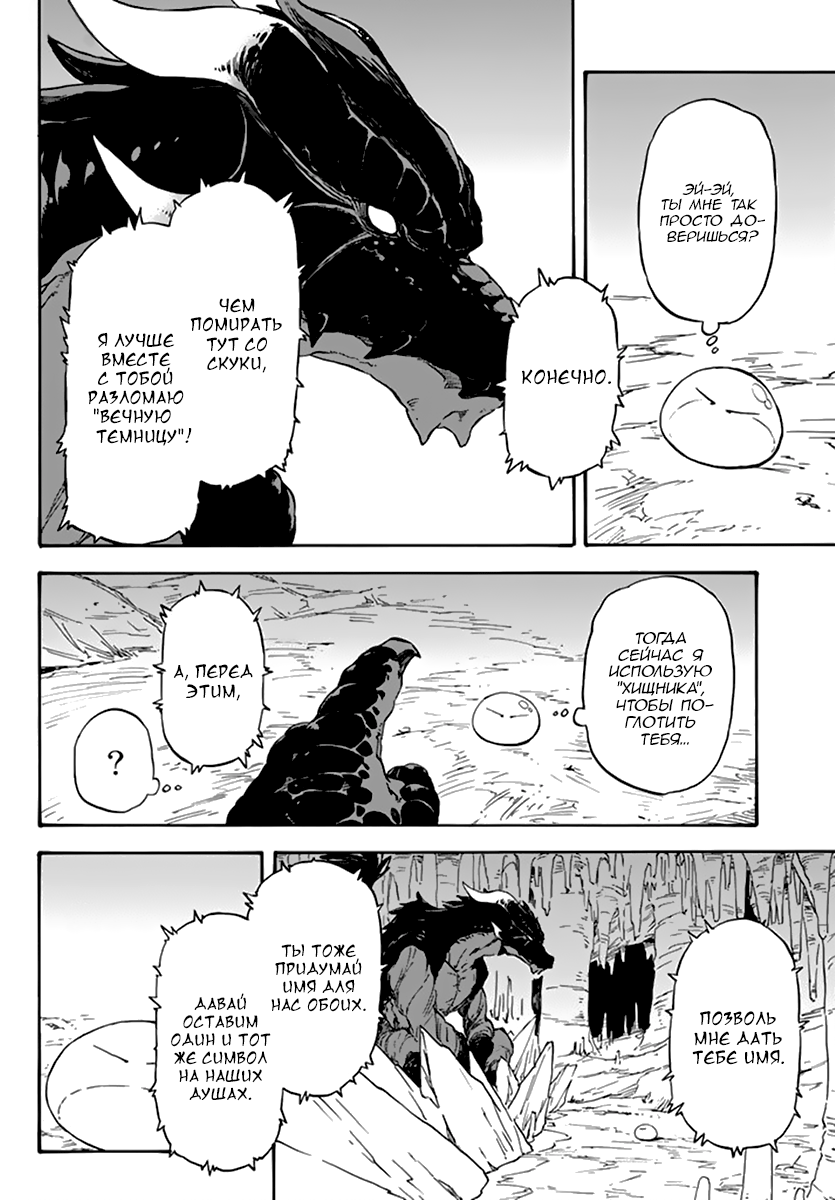 ЭЙ-ЭЙ,
ТЫ МНЕ ТАК
ПРОСТО ДО-
ВЕРИШЬСЯ?
КОНЕЧНО.
ЧЕМ
ПОМИРАТЬ
ТУТ СО
СКУКИ,
Я ЛУЧШЕ
ВМЕСТЕ
С ТОБОЙ
РАЗЛОМАЮ
"ВЕЧНУЮ
ТЕМНИЦУ"!
ТОГДА
СЕЙЧАС Я
ИСПОЛЬЗУЮ
"ХИЩНИКА",
ЧТОБЫ ПО-
ГЛОТИТЬ
ТЕБЯ...
А, ПЕРЕД
ЭТИМ,
?
ПОЗВОЛЬ
МНЕ ДАТЬ
ТЕБЕ ИМЯ.
ТЫ ТОЖЕ
ПРИДУМАЙ
ИМЯ ДЛЯ
НАС ОБОИХ.
ДАВАЙ
ОСТАВИМ
ОДИН И ТОТ
ЖЕ СИМВОЛ
НА НАШИХ
ДУШАХ.